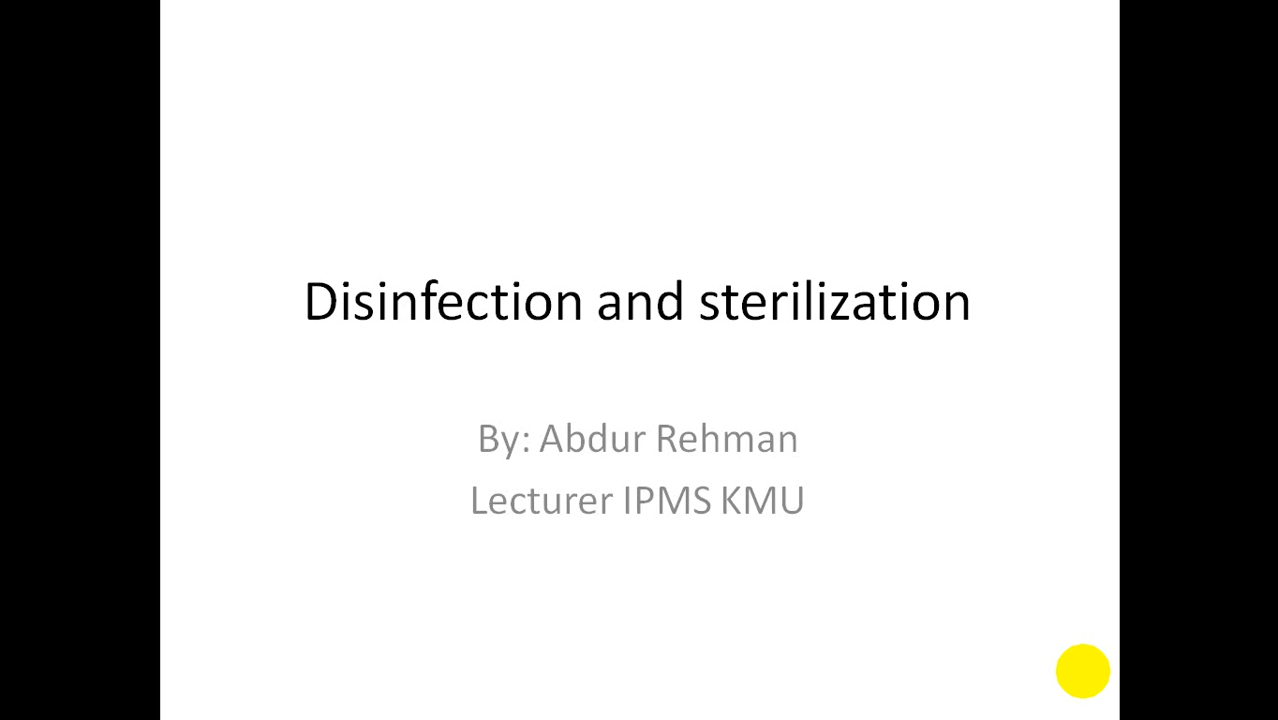 Disinfection and sterilization
By: Abdur Rehman
Lecturer IPMS KMU